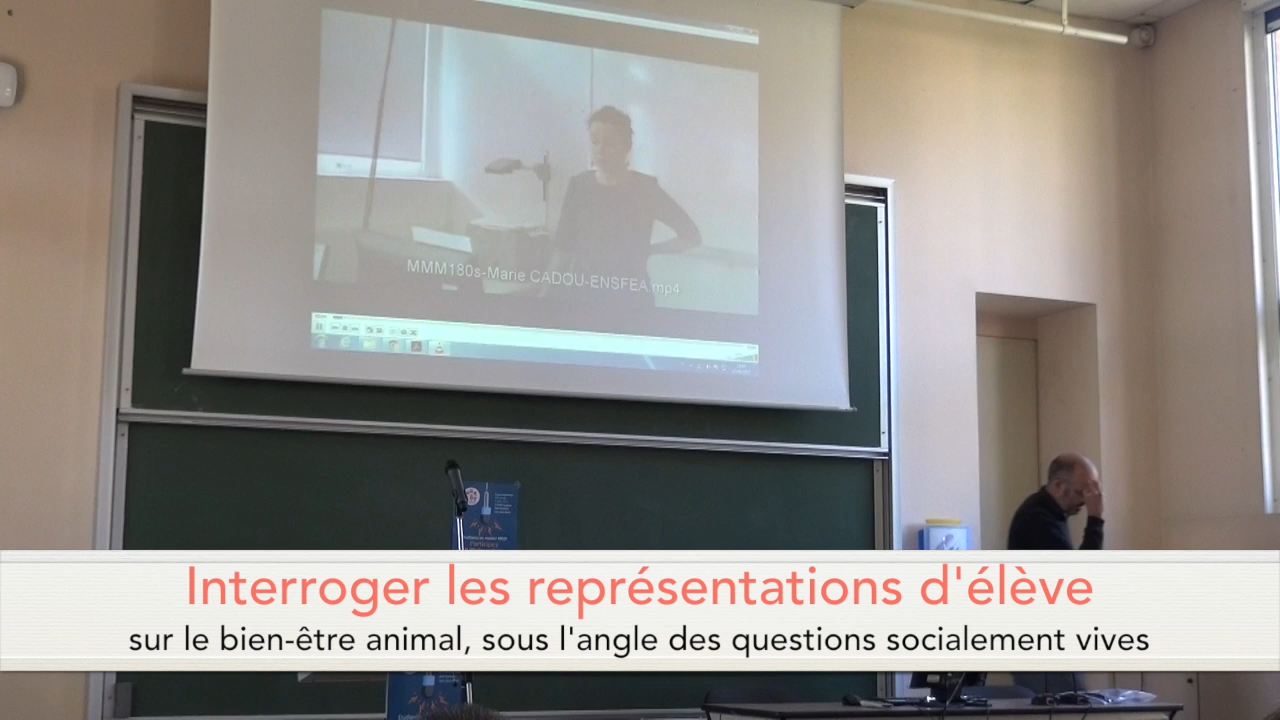 MMM180s-Marie CADOU-ENSFEA.mp4
Interroger les représentations d'élève
sur le bien-être animal, sous l'angle des questions socialement vives